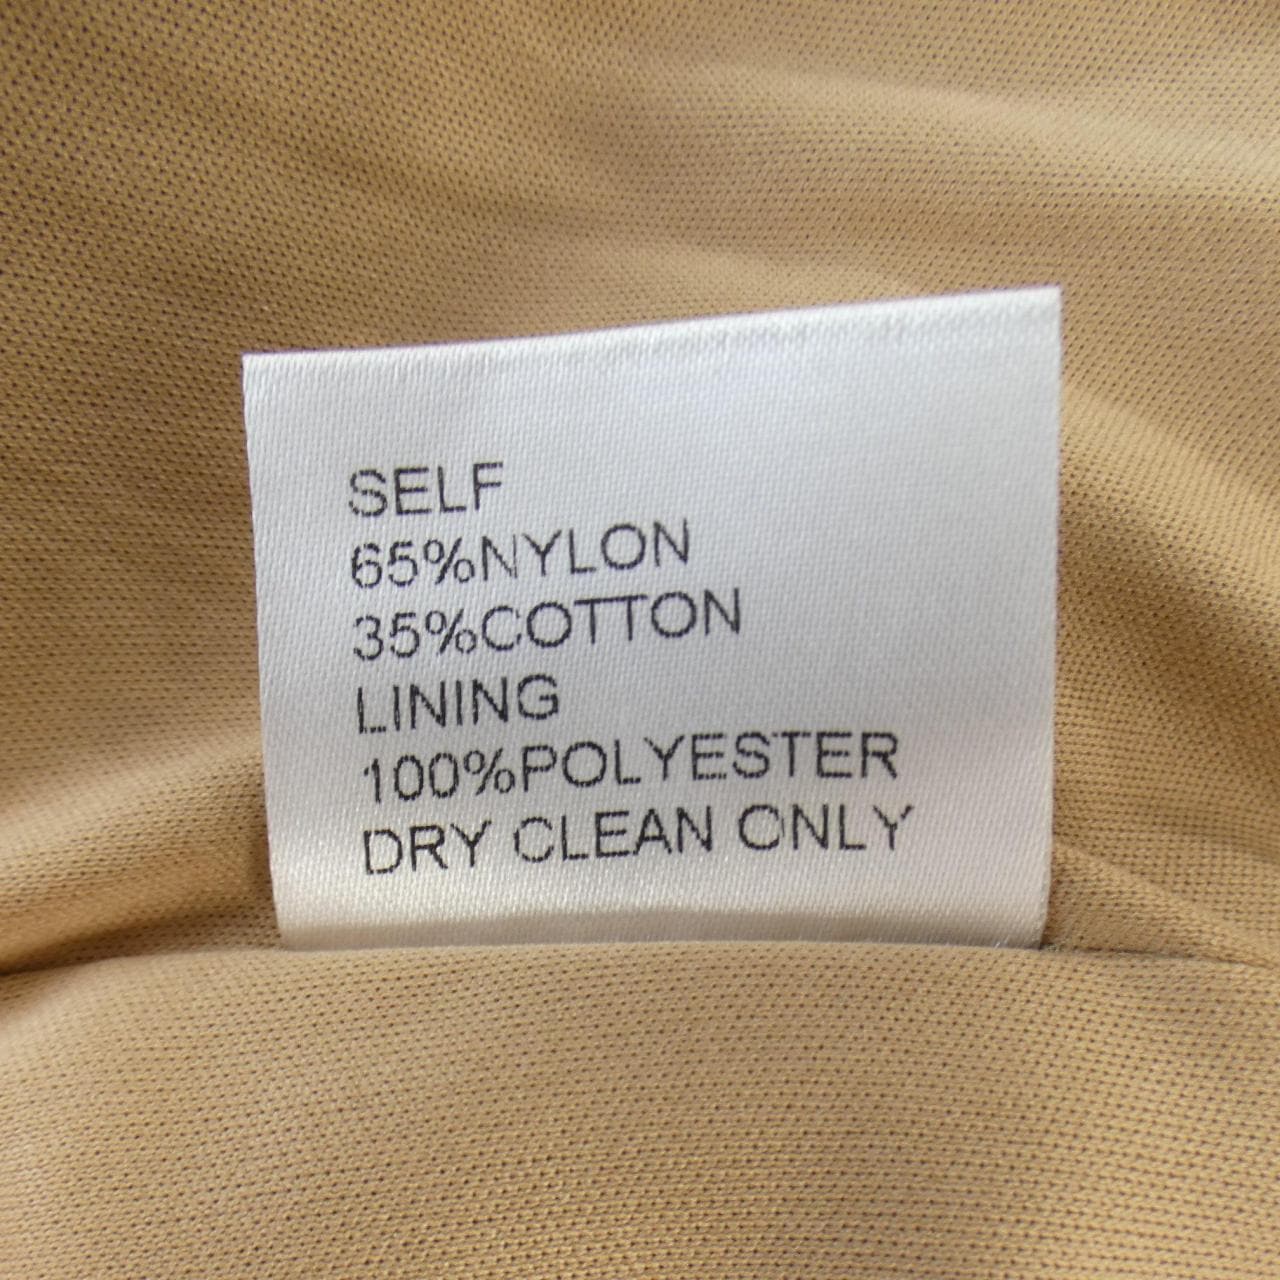 SELF
65%NYLON
35%COTTON
LINING
100%POLYESTER
DRY CLEAN ONLY